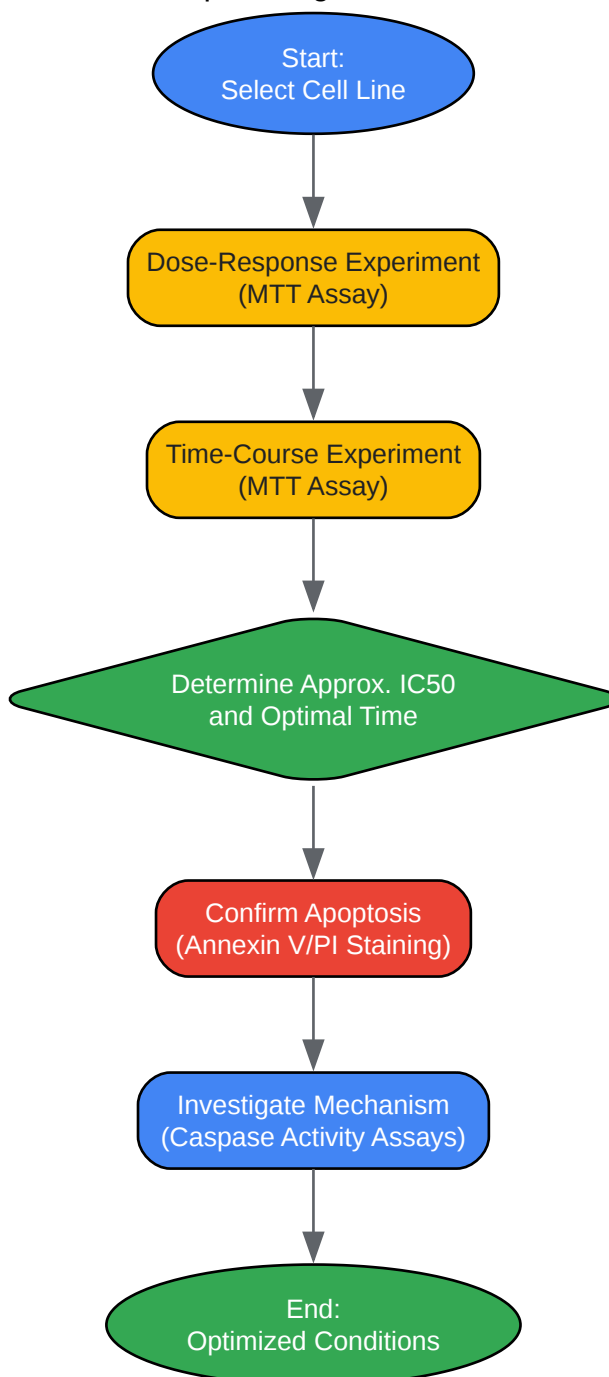 Start:
Select Cell Line
Dose-Response Experiment
(MTT Assay)
Time-Course Experiment
(MTT Assay)
Determine Approx. IC50
and Optimal Time
Confirm Apoptosis
(Annexin V/PI Staining)
Investigate Mechanism
(Caspase Activity Assays)
End:
Optimized Conditions